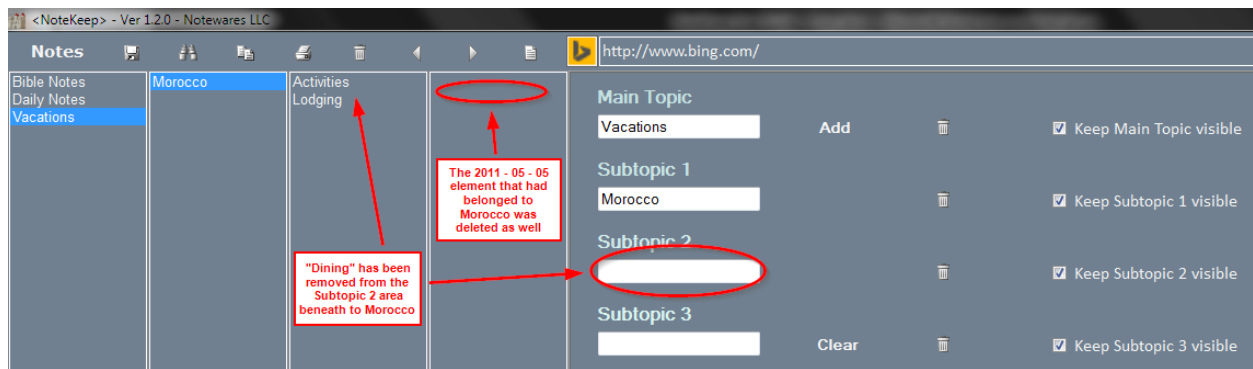 <NoteKeep> - Ver 1.2.0 - Notewares LLC
Notes
http://www.bing.com/
Bible Notes
Daily Notes
Vacations
Morocco
Activities
Lodging
The 2011 - 05 - 05
element that had
belonged to
Morocco was
deleted as well
"Dining" has been
removed from the
Subtopic 2 area
beneath to Morocco
Main Topic
Vacations
Add
Keep Main Topic visible
Subtopic 1
Morocco
Keep Subtopic 1 visible
Subtopic 2
Keep Subtopic 2 visible
Subtopic 3
Clear
Keep Subtopic 3 visible